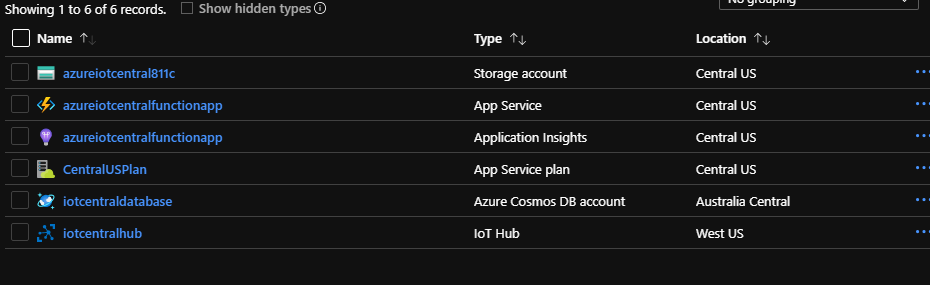 No grouping
Showing 1 to 6 of 6 records. Show hidden types
Name Type Location
azureiotcentral811c Storage account Central US
azureiotcentralfunctionapp App Service Central US
azureiotcentralfunctionapp Application Insights Central US
CentralUSPlan App Service plan Central US
iotcentraldatabase Azure Cosmos DB account Australia Central
iotcentralhub IoT Hub West US